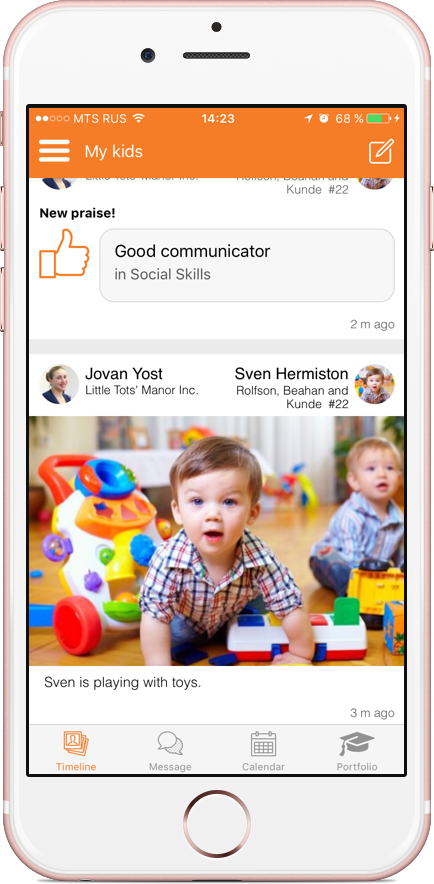 MTS RUS 14:23 68 %
My kids
Little Tots' Manor Inc. Rolfson, Beahan and
Kunde #22
New praise!
Good communicator
in Social Skills
2 m ago
Jovan Yost Sven Hermiston
Little Tots' Manor Inc. Rolfson, Beahan and
Kunde #22
Sven is playing with toys.
3 m ago
Timeline Message Calendar Portfolio